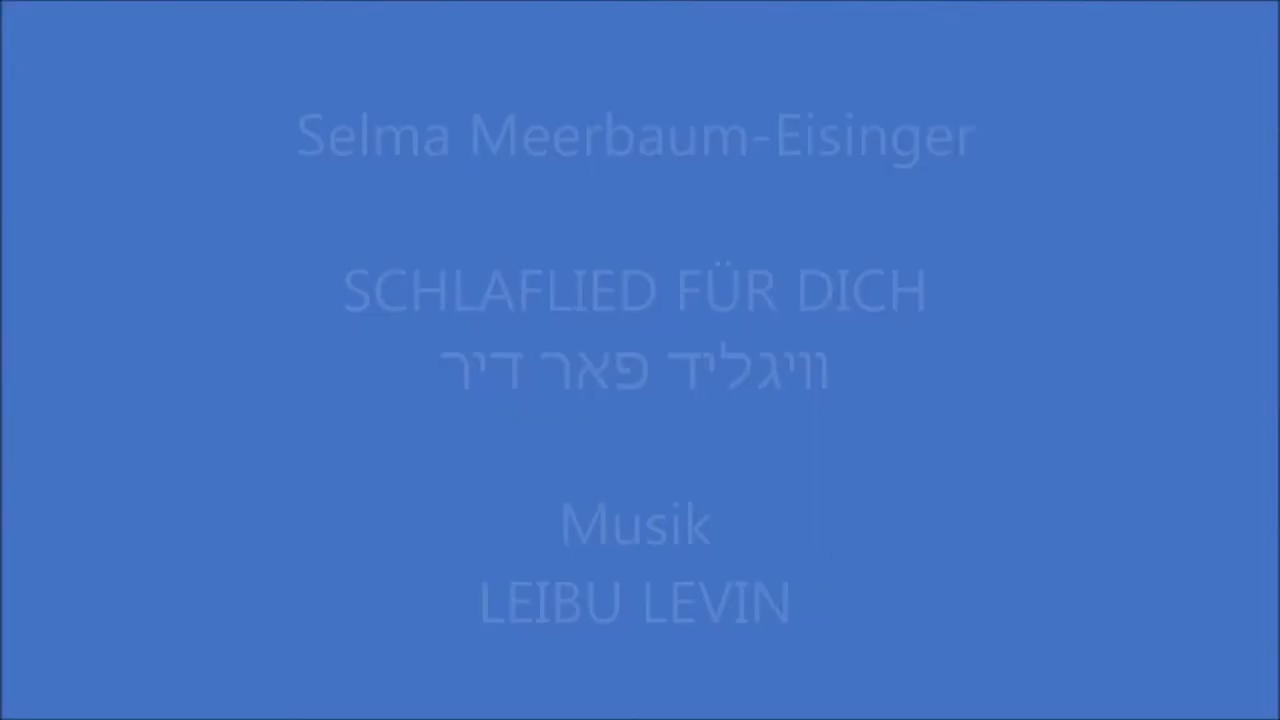 Selma Meerbaum-Eisinger
SCHLAFLIED FÜR DICH
וויגליד פאר דיר
Musik
LEIBU LEVIN